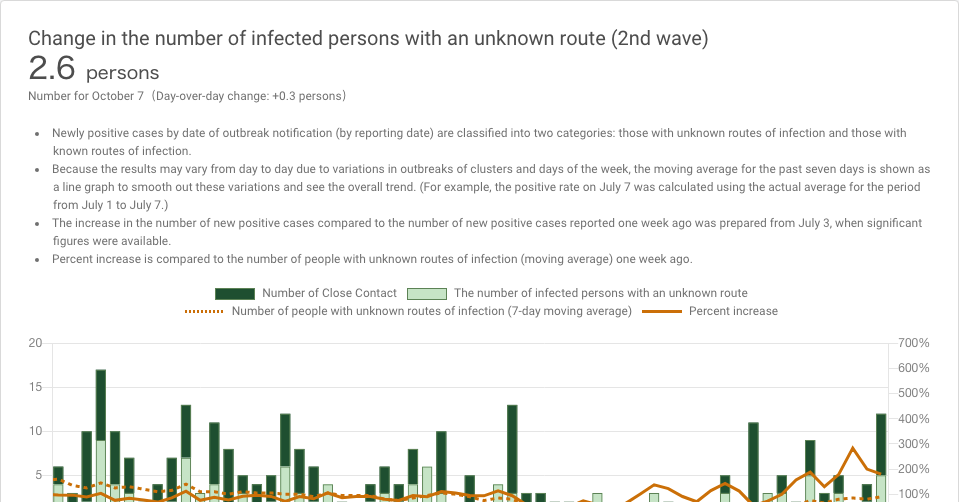 Change in the number of infected persons with an unknown route (2nd wave)
2.6 persons
Number for October 7（Day-over-day change: +0.3 persons）
• Newly positive cases by date of outbreak notification (by reporting date) are classified into two categories: those with unknown routes of infection and those with
known routes of infection.
• Because the results may vary from day to day due to variations in outbreaks of clusters and days of the week, the moving average for the past seven days is shown as
a line graph to smooth out these variations and see the overall trend. (For example, the positive rate on July 7 was calculated using the actual average for the period
from July 1 to July 7.)
• The increase in the number of new positive cases compared to the number of new positive cases reported one week ago was prepared from July 3, when significant
figures were available.
• Percent increase is compared to the number of people with unknown routes of infection (moving average) one week ago.
Number of Close Contact The number of infected persons with an unknown route
Number of people with unknown routes of infection (7-day moving average) Percent increase
20 700%
600%
15 500%
400%
10 300%
200%
5 100%